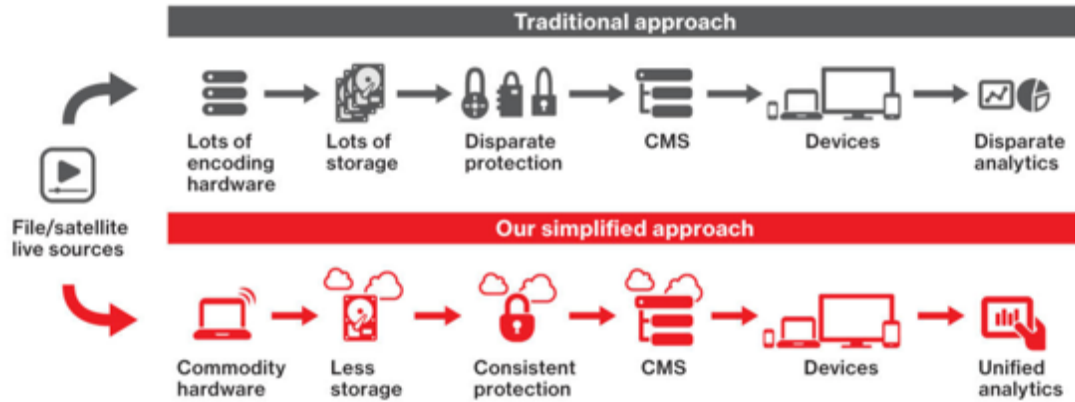 Traditional approach
Lots of
encoding
hardware
Lots of
storage
Disparate
protection
CMS
Devices
Disparate
analytics
File/satellite
live sources
Our simplified approach
Commodity
hardware
Less
storage
Consistent
protection
CMS
Devices
Unified
analytics